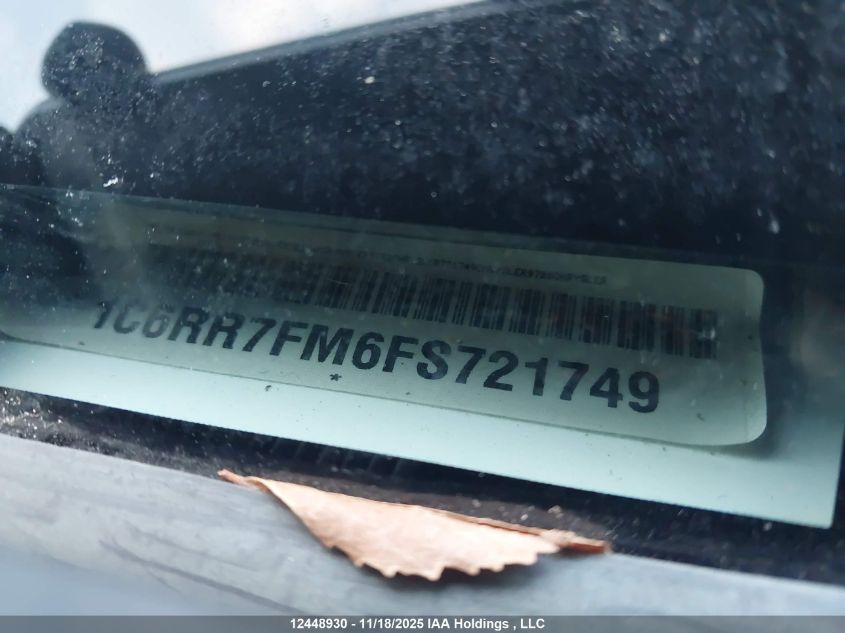 1C6RR7FM6FS721749
*
12448930 - 11/18/2025 IAA Holdings , LLC